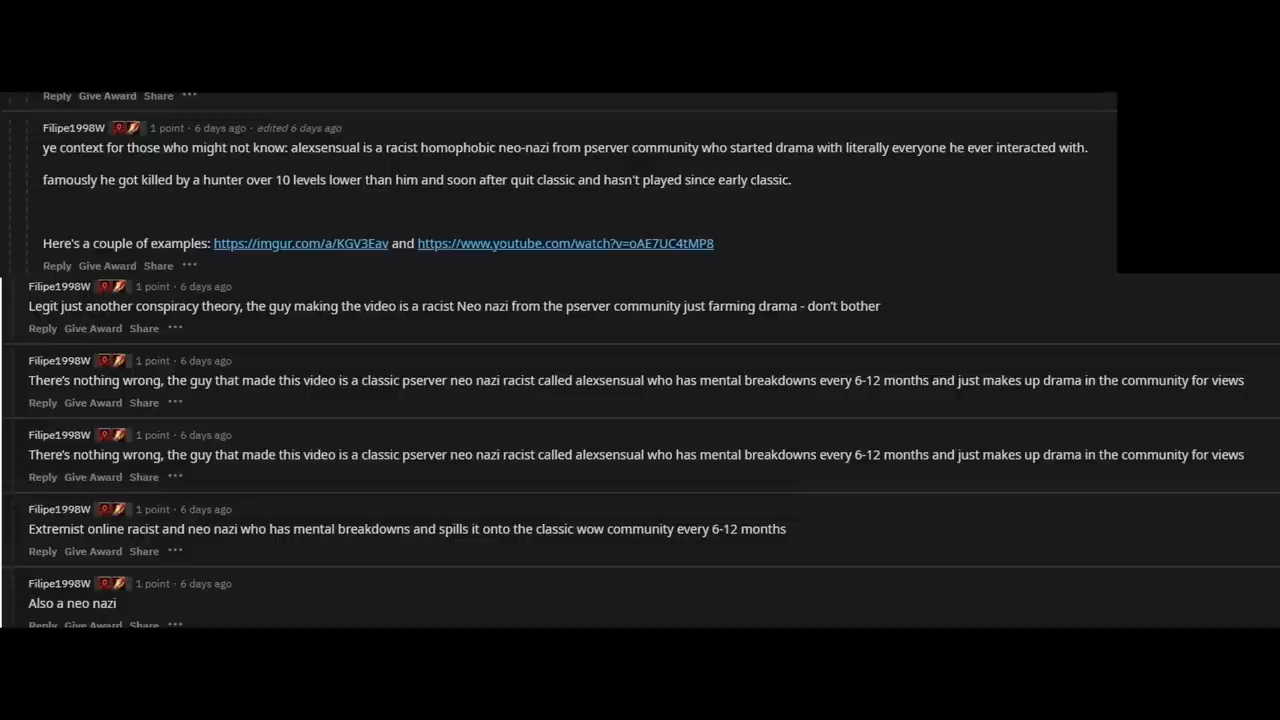 Reply Give Award Share ...
Filipe1998W 1 point · 6 days ago · edited 6 days ago
ye context for those who might not know: alexsensual is a racist homophobic neo-nazi from pserver community who started drama with literally everyone he ever interacted with.
famously he got killed by a hunter over 10 levels lower than him and soon after quit classic and hasn't played since early classic.
Here's a couple of examples: https://imgur.com/a/KGV3Eav and https://www.youtube.com/watch?v=oAE7UC4tMP8
Reply Give Award Share ...
Filipe1998W 1 point · 6 days ago
Legit just another conspiracy theory, the guy making the video is a racist Neo nazi from the pserver community just farming drama - don't bother
Reply Give Award Share ...
Filipe1998W 1 point · 6 days ago
There's nothing wrong, the guy that made this video is a classic pserver neo nazi racist called alexsensual who has mental breakdowns every 6-12 months and just makes up drama in the community for views
Reply Give Award Share ...
Filipe1998W 1 point · 6 days ago
There's nothing wrong, the guy that made this video is a classic pserver neo nazi racist called alexsensual who has mental breakdowns every 6-12 months and just makes up drama in the community for views
Reply Give Award Share ...
Filipe1998W 1 point · 6 days ago
Extremist online racist and neo nazi who has mental breakdowns and spills it onto the classic wow community every 6-12 months
Reply Give Award Share ...
Filipe1998W 1 point · 6 days ago
Also a neo nazi
Reply Give Award Share ...